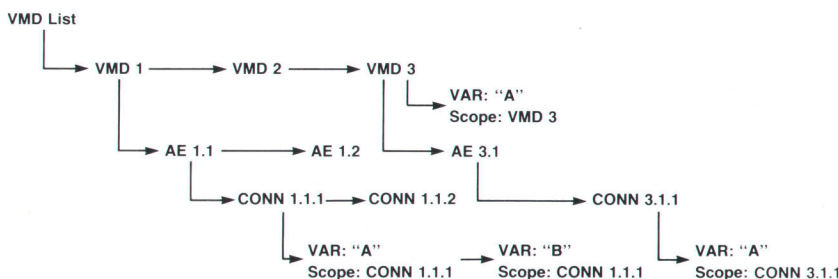 VMD List
VMD 1
VMD 2
VMD 3
VAR: “A”
Scope: VMD 3
AE 1.1
AE 1.2
AE 3.1
CONN 1.1.1
CONN 1.1.2
CONN 3.1.1
VAR: “A”
Scope: CONN 1.1.1
VAR: “B”
Scope: CONN 1.1.1
VAR: “A”
Scope: CONN 3.1.1